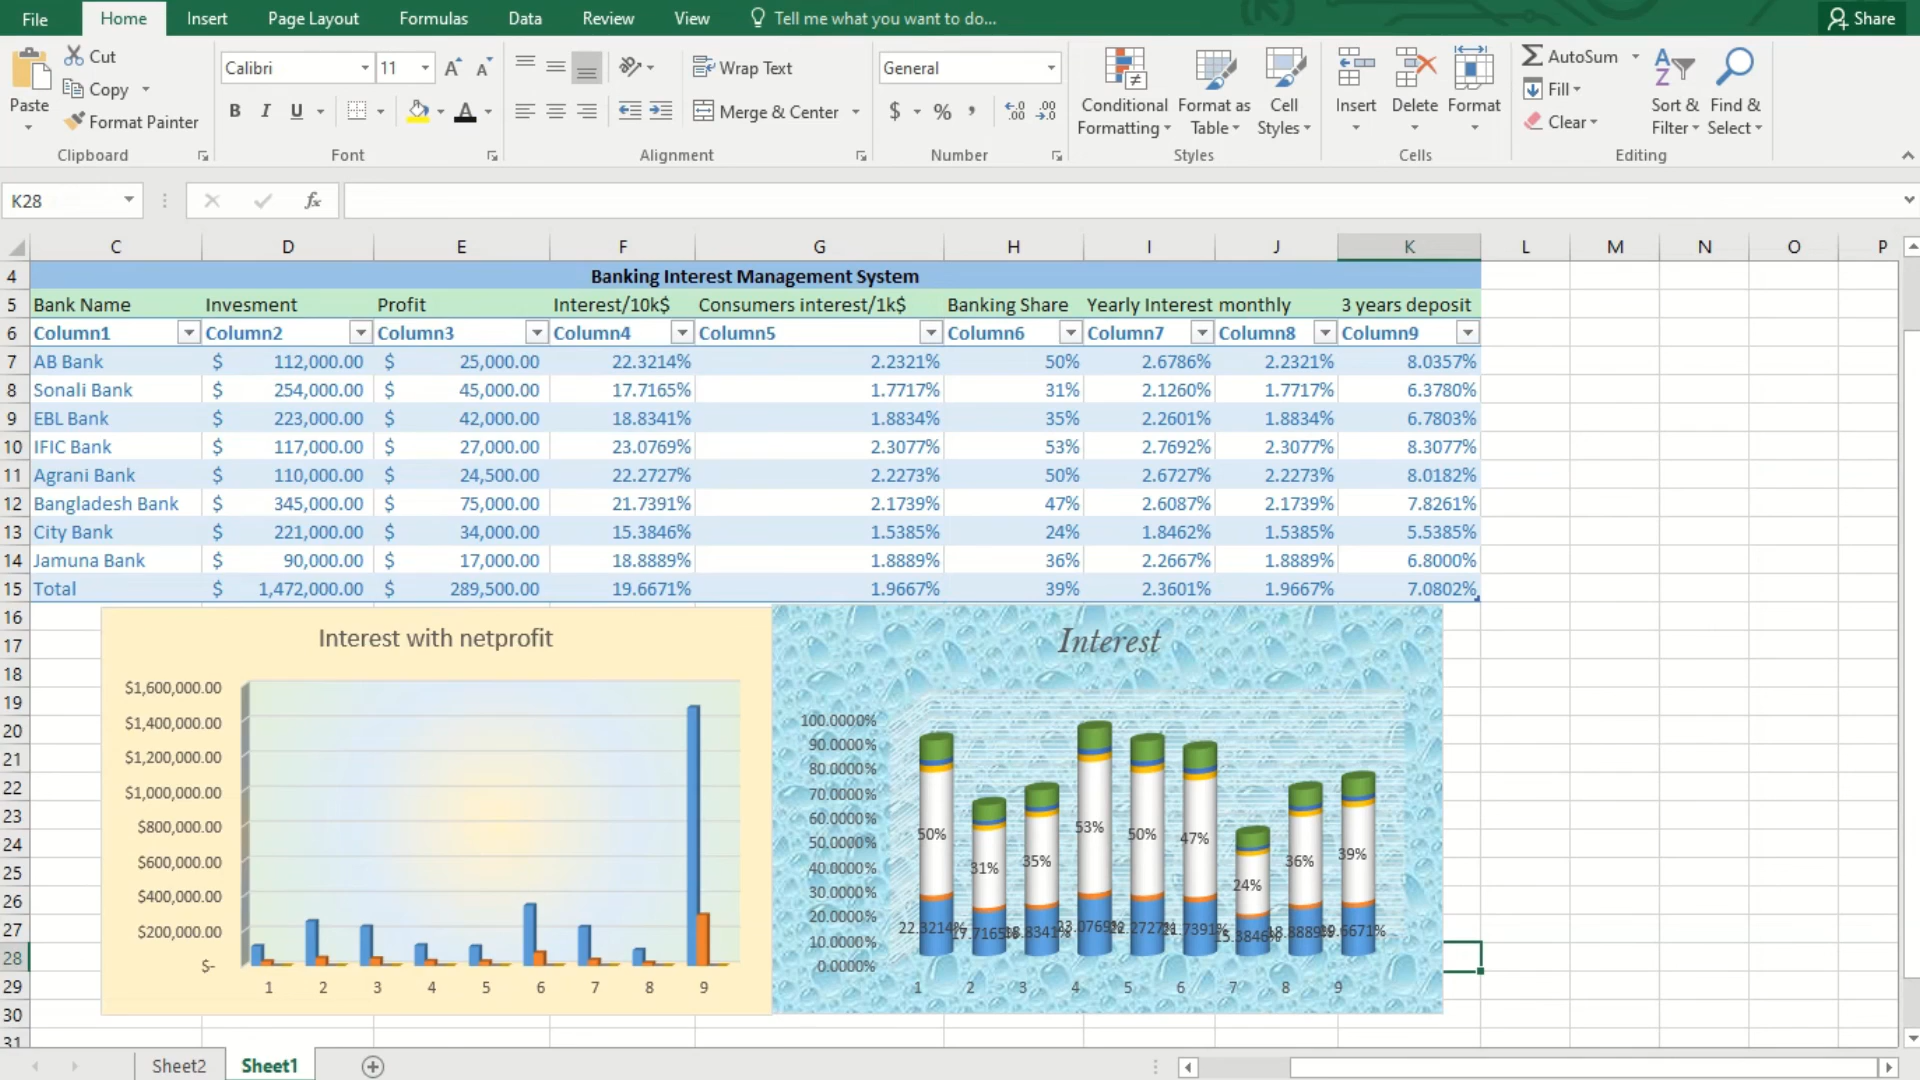 File Home Insert Page Layout Formulas Data Review View Tell me what you want to do... Share
Cut
Copy
Format Painter
Paste
Clipboard
Calibri 11
B I U
Font
Wrap Text
Merge & Center
Alignment
General
$ % ,
Number
Conditional Formatting
Format as Table
Cell Styles
Styles
Insert Delete Format
Cells
AutoSum
Fill
Clear
Sort & Filter
Find & Select
Editing
K28 fx
C D E F G H I J K L M N O P
4 Banking Interest Management System
5 Bank Name Invesment Profit Interest/10k$ Consumers interest/1k$ Banking Share Yearly Interest monthly 3 years deposit
6 Column1 Column2 Column3 Column4 Column5 Column6 Column7 Column8 Column9
7 AB Bank $ 112,000.00 $ 25,000.00 22.3214% 2.2321% 50% 2.6786% 2.2321% 8.0357%
8 Sonali Bank $ 254,000.00 $ 45,000.00 17.7165% 1.7717% 31% 2.1260% 1.7717% 6.3780%
9 EBL Bank $ 223,000.00 $ 42,000.00 18.8341% 1.8834% 35% 2.2601% 1.8834% 6.7803%
10 IFIC Bank $ 117,000.00 $ 27,000.00 23.0769% 2.3077% 53% 2.7692% 2.3077% 8.3077%
11 Agrani Bank $ 110,000.00 $ 24,500.00 22.2727% 2.2273% 50% 2.6727% 2.2273% 8.0182%
12 Bangladesh Bank $ 345,000.00 $ 75,000.00 21.7391% 2.1739% 47% 2.6087% 2.1739% 7.8261%
13 City Bank $ 221,000.00 $ 34,000.00 15.3846% 1.5385% 24% 1.8462% 1.5385% 5.5385%
14 Jamuna Bank $ 90,000.00 $ 17,000.00 18.8889% 1.8889% 36% 2.2667% 1.8889% 6.8000%
15 Total $ 1,472,000.00 $ 289,500.00 19.6671% 1.9667% 39% 2.3601% 1.9667% 7.0802%
16
17
18
19
20
21
22
23
24
25
26
27
28
29
30
31
Interest with netprofit
$1,600,000.00
$1,400,000.00
$1,200,000.00
$1,000,000.00
$800,000.00
$600,000.00
$400,000.00
$200,000.00
$-
1 2 3 4 5 6 7 8 9
Interest
100.0000%
90.0000%
80.0000%
70.0000%
60.0000%
50.0000%
40.0000%
30.0000%
20.0000%
10.0000%
0.0000%
50% 31% 35% 53% 50% 47% 24% 36% 39%
22.3214% 17.7165% 18.8341% 23.0769% 22.2727% 21.7391% 15.3846% 18.8889% 19.6671%
1 2 3 4 5 6 7 8 9
Sheet2 Sheet1